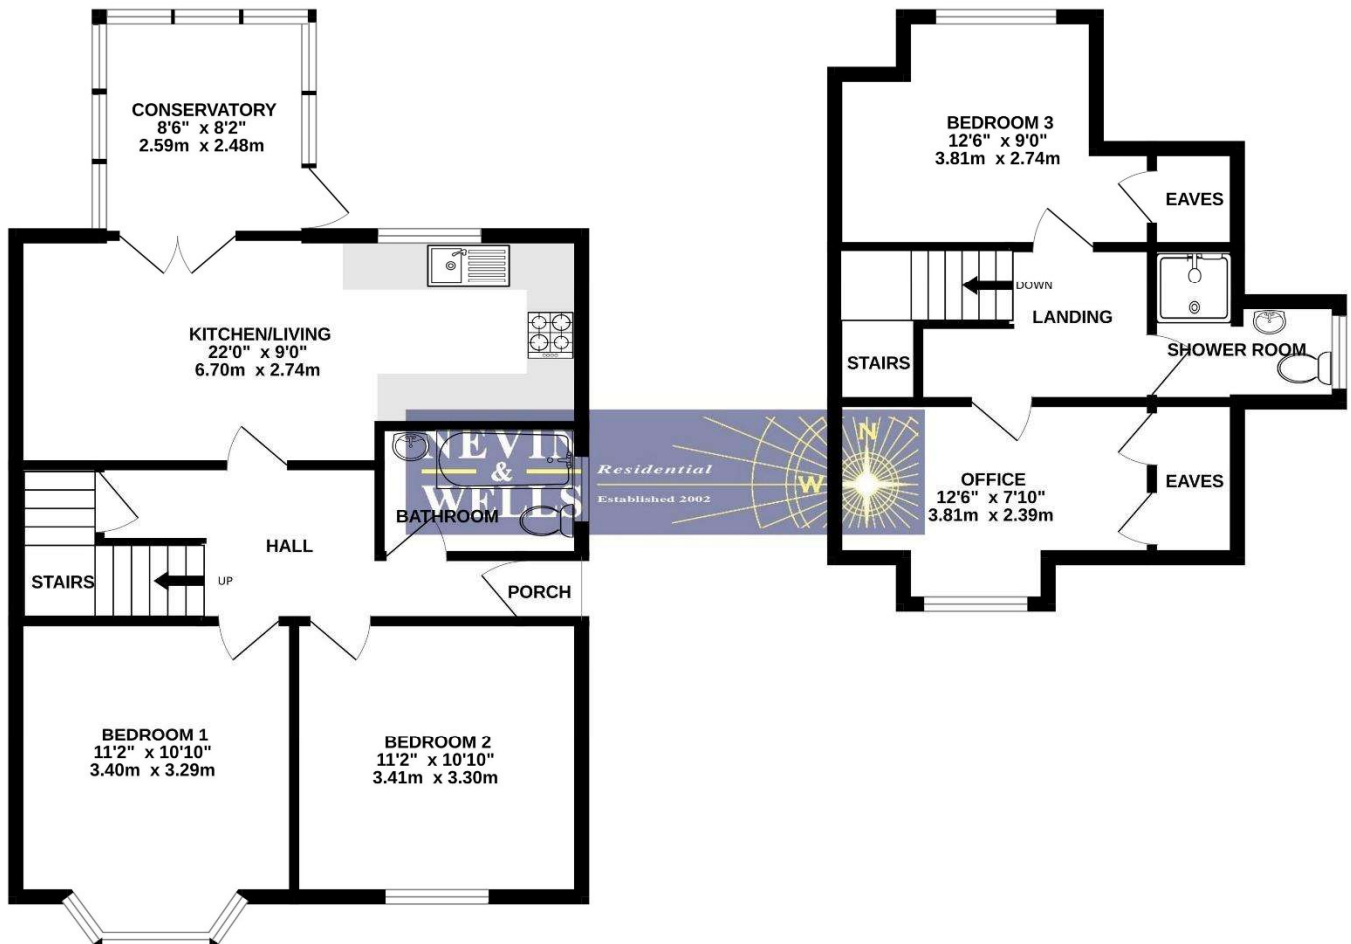 CONSERVATORY
8'6" x 8'2"
2.59m x 2.48m
KITCHEN/LIVING
22'0" x 9'0"
6.70m x 2.74m
NEVIN
&
WELLS
Residential
Established 2002
N
W
BATHROOM
HALL
STAIRS
UP
PORCH
BEDROOM 1
11'2" x 10'10"
3.40m x 3.29m
BEDROOM 2
11'2" x 10'10"
3.41m x 3.30m
BEDROOM 3
12'6" x 9'0"
3.81m x 2.74m
EAVES
DOWN
LANDING
STAIRS
SHOWER ROOM
OFFICE
12'6" x 7'10"
3.81m x 2.39m
EAVES